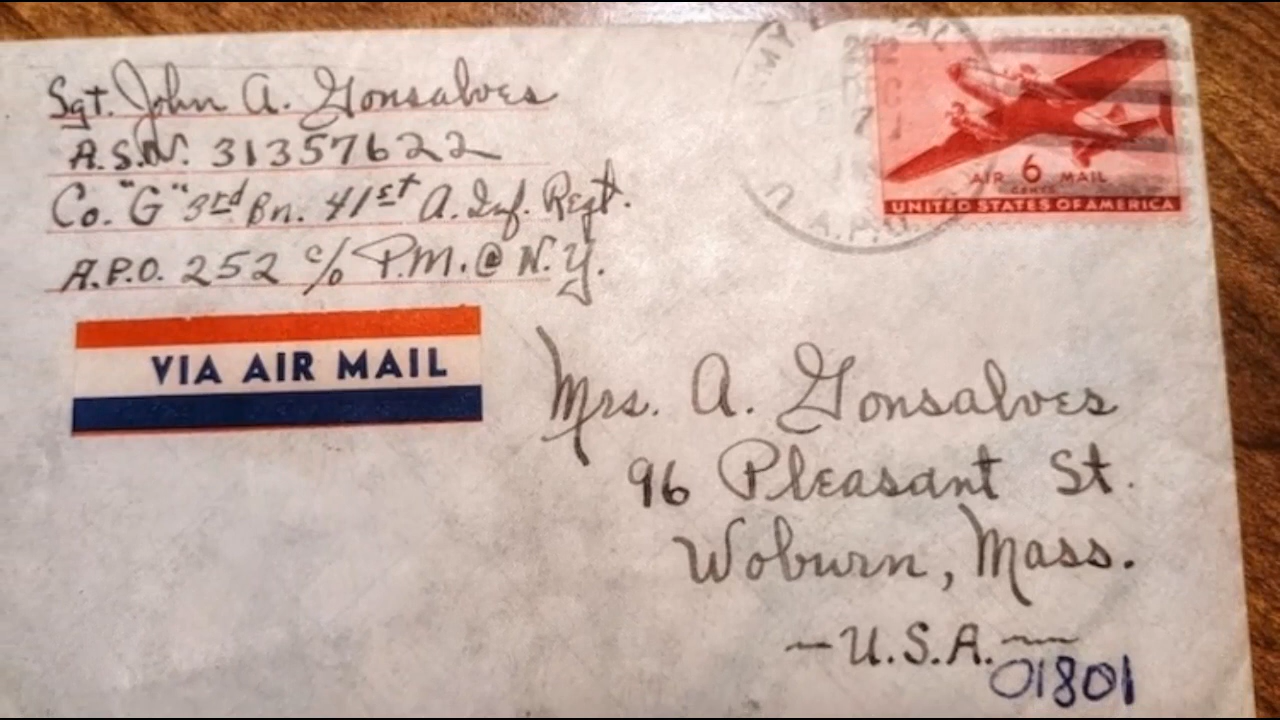 Sgt. John A. Gonsalves
A.S.N. 31357622
Co. "G" 3rd Bn. 41st A. Inf. Regt.
A.P.O. 252 c/o P.M. @ N.Y.
VIA AIR MAIL
AIR 6 MAIL
CENTS
UNITED STATES OF AMERICA
A.P.O.
Mrs. A. Gonsalves
96 Pleasant St.
Woburn, Mass.
—U.S.A.—
01801